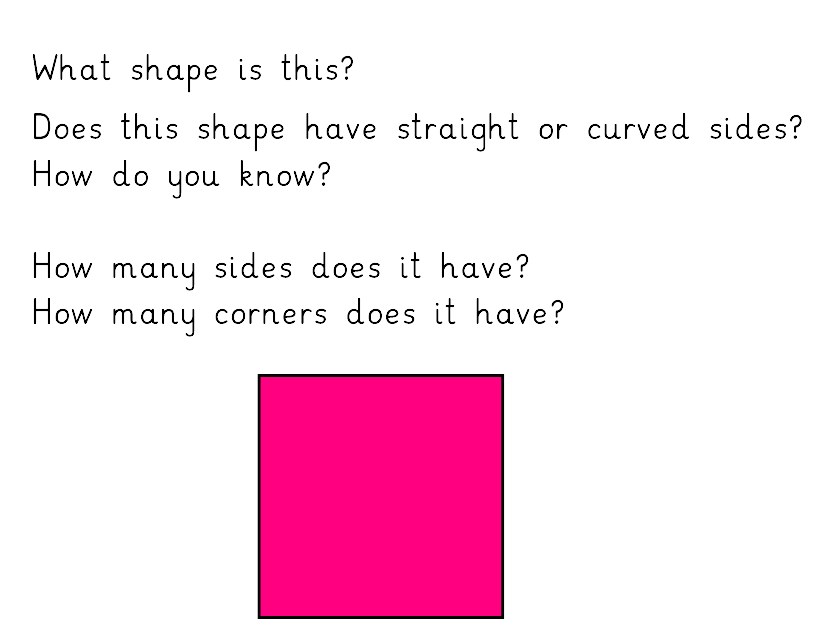 What shape is this?
Does this shape have straight or curved sides?
How do you know?
How many sides does it have?
How many corners does it have?